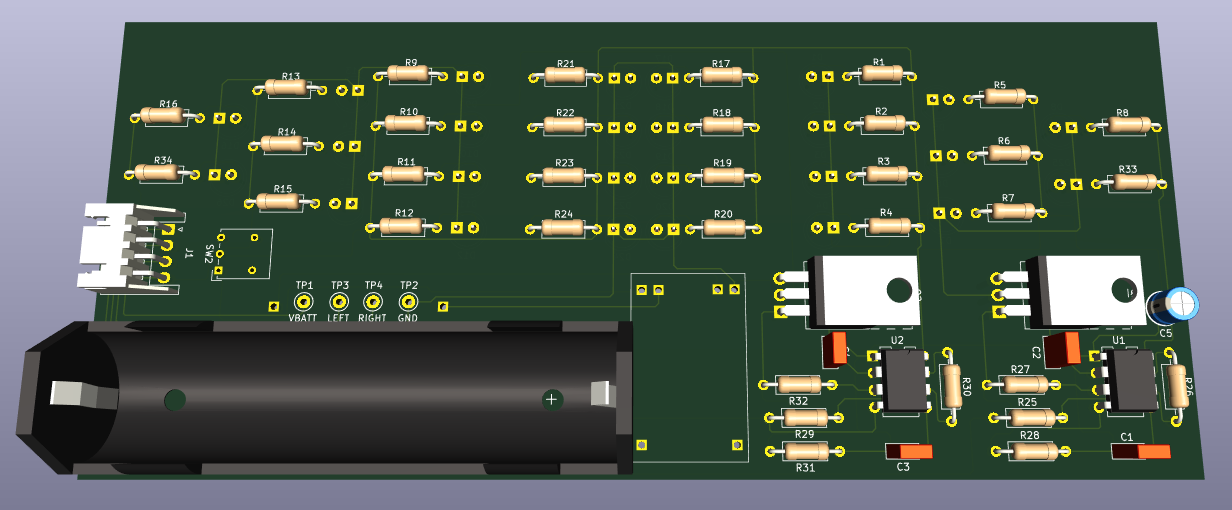 R9
R21
R17
R1
R13
R5
R16
R10
R22
R18
R2
R8
R14
R6
R34
R11
R23
R19
R3
R33
R15
R7
R12
R24
R20
R4
J1
SW2
TP1
TP3
TP4
TP2
VBATT
LEFT
RIGHT
GND
C5
U2
U1
C2
R27
R30
R26
R32
R25
R29
R28
C1
R31
C3